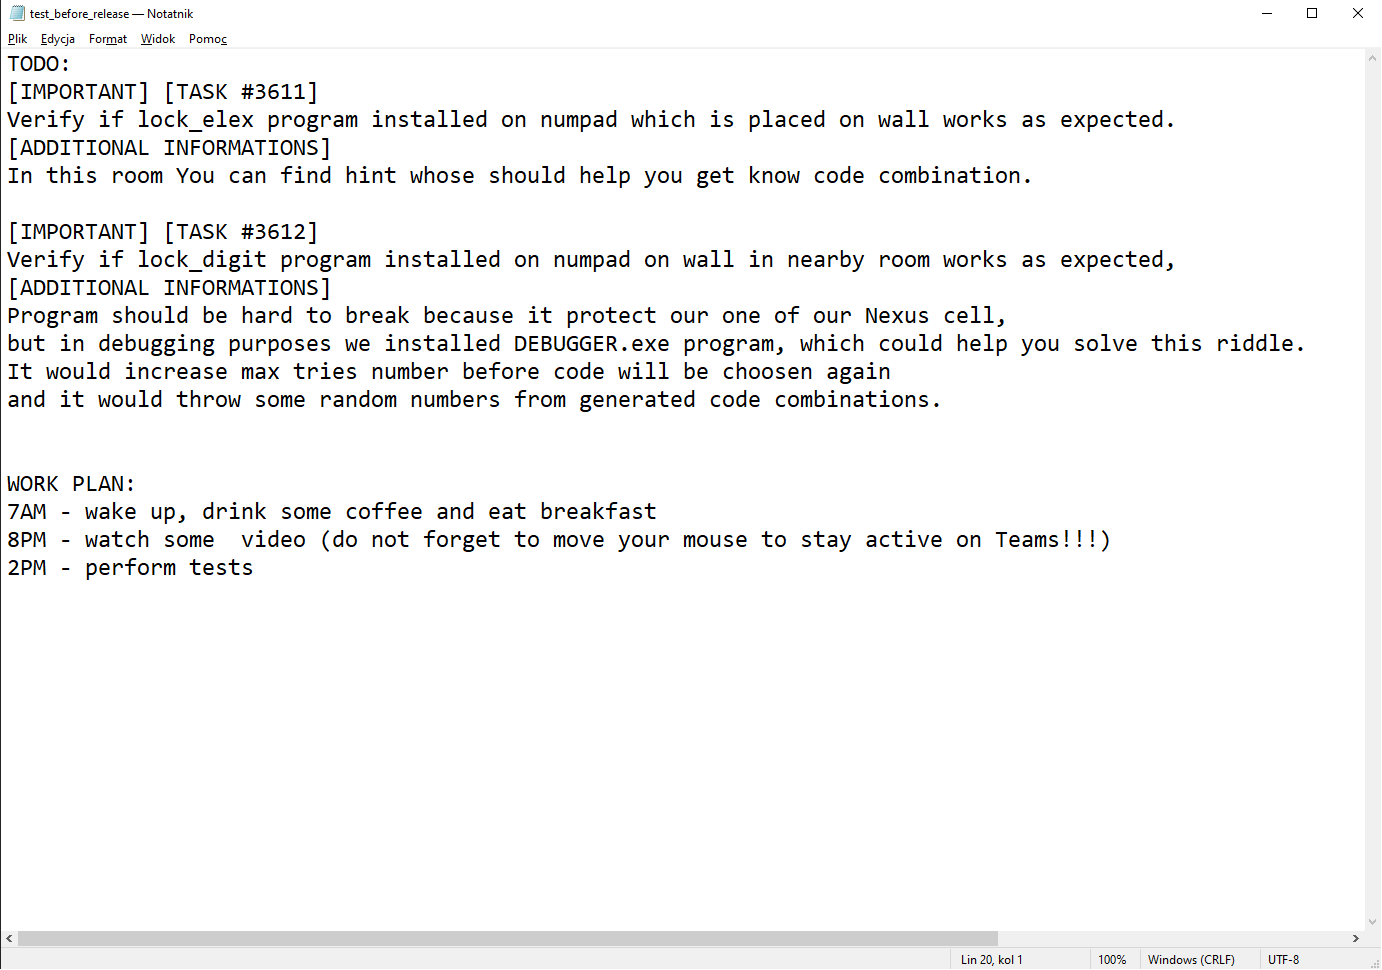 test_before_release — Notatnik
Plik Edycja Format Widok Pomoc
TODO:
[IMPORTANT] [TASK #3611]
Verify if lock_elex program installed on numpad which is placed on wall works as expected.
[ADDITIONAL INFORMATIONS]
In this room You can find hint whose should help you get know code combination.
[IMPORTANT] [TASK #3612]
Verify if lock_digit program installed on numpad on wall in nearby room works as expected,
[ADDITIONAL INFORMATIONS]
Program should be hard to break because it protect our one of our Nexus cell,
but in debugging purposes we installed DEBUGGER.exe program, which could help you solve this riddle.
It would increase max tries number before code will be choosen again
and it would throw some random numbers from generated code combinations.
WORK PLAN:
7AM - wake up, drink some coffee and eat breakfast
8PM - watch some  video (do not forget to move your mouse to stay active on Teams!!!)
2PM - perform tests
Lin 20, kol 1 100% Windows (CRLF) UTF-8